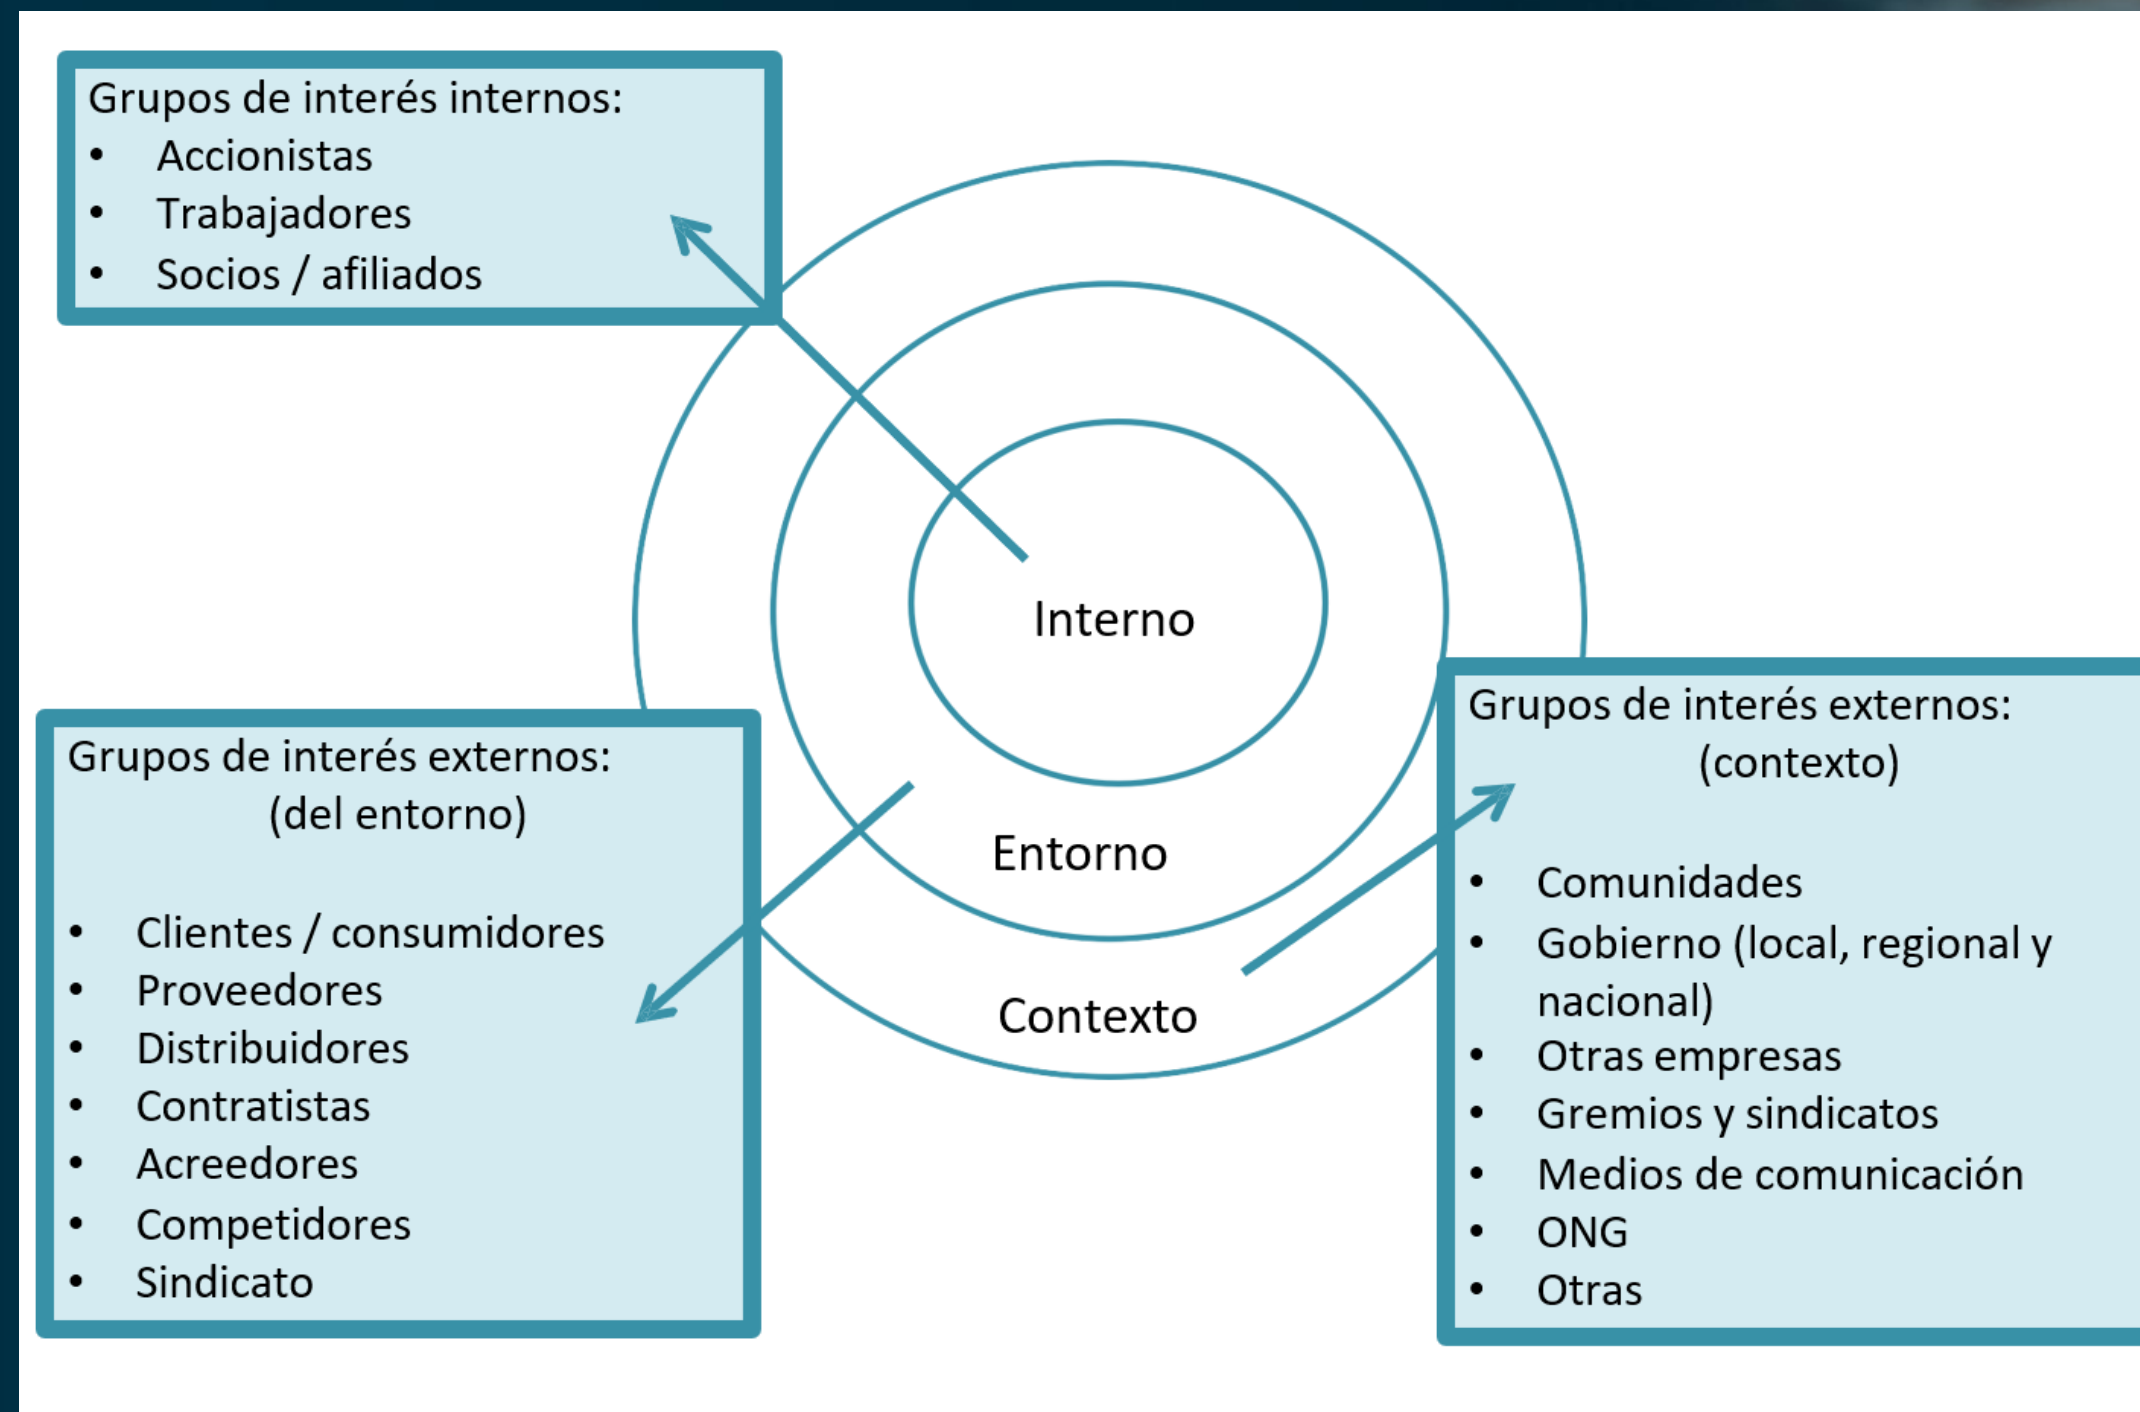 Grupos de interés internos:
• Accionistas
• Trabajadores
• Socios / afiliados
Interno
Entorno
Contexto
Grupos de interés externos:
(del entorno)
• Clientes / consumidores
• Proveedores
• Distribuidores
• Contratistas
• Acreedores
• Competidores
• Sindicato
Grupos de interés externos:
(contexto)
• Comunidades
• Gobierno (local, regional y
nacional)
• Otras empresas
• Gremios y sindicatos
• Medios de comunicación
• ONG
• Otras